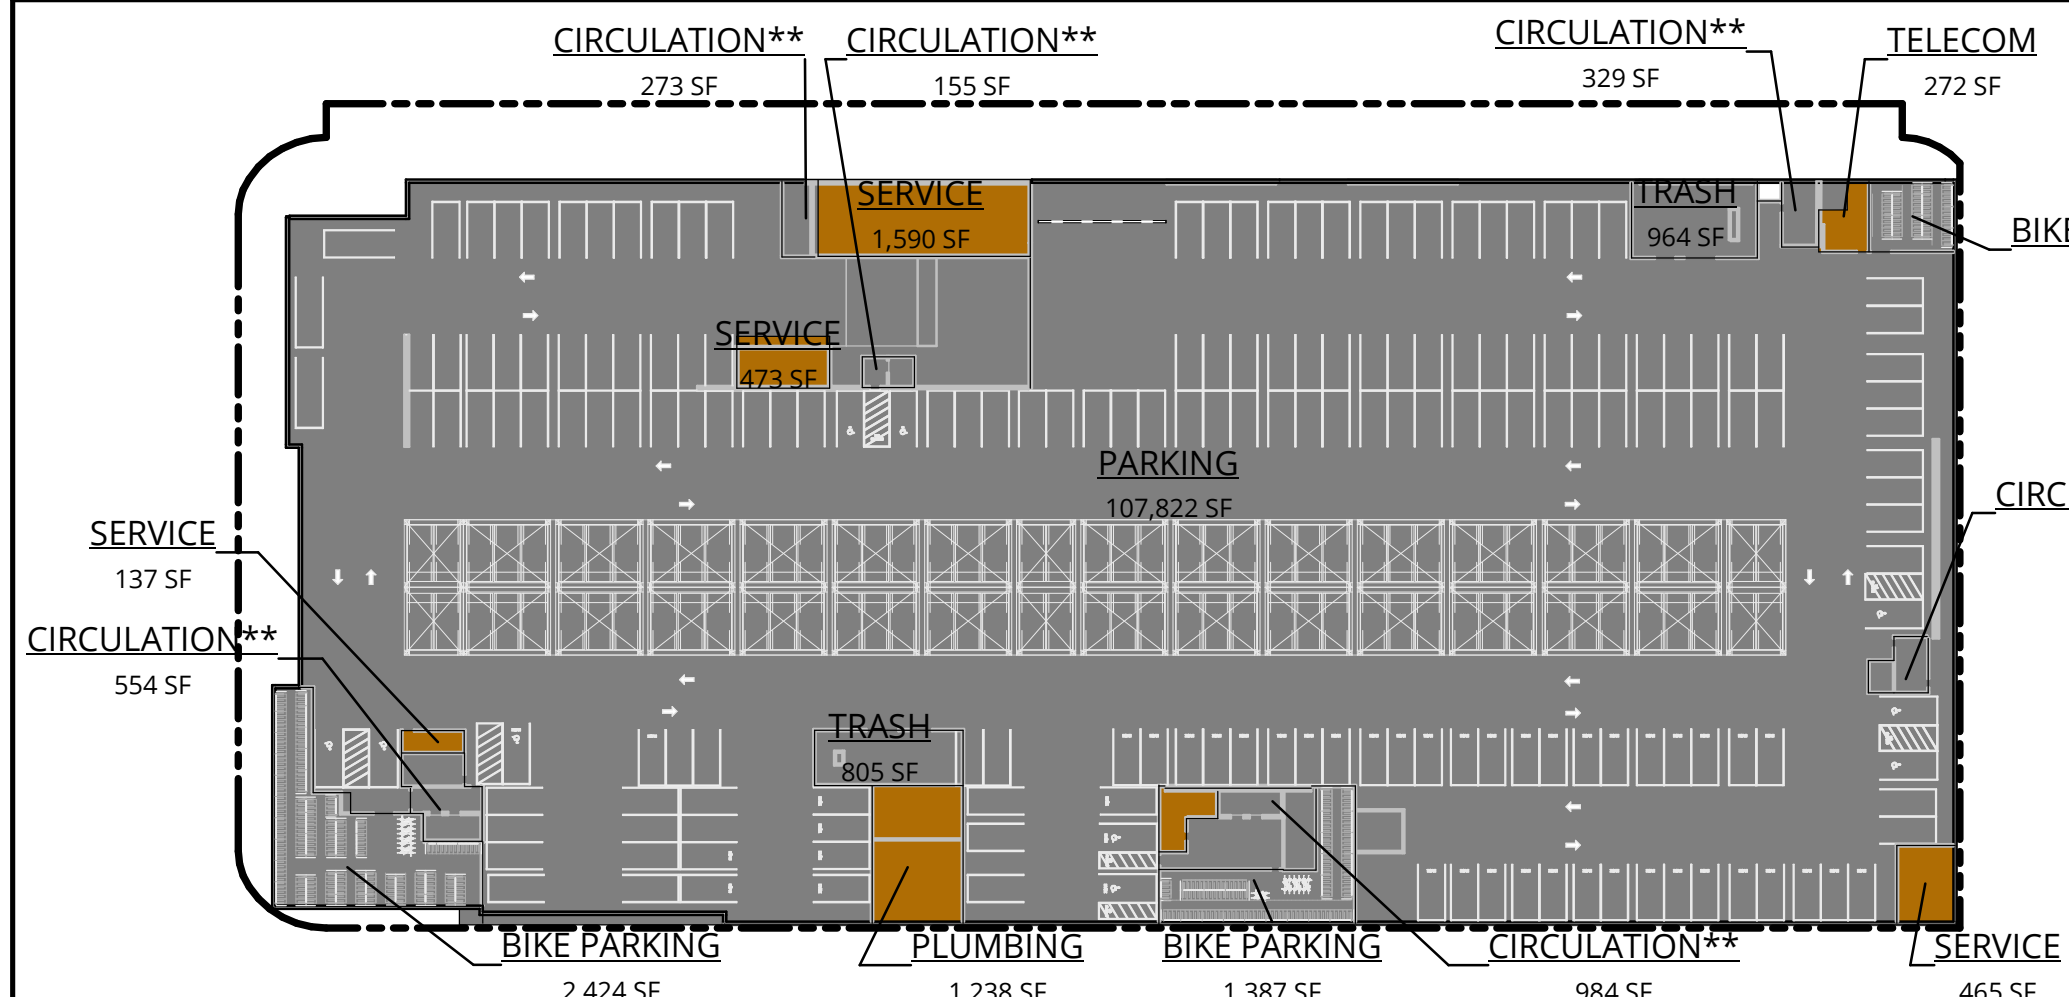 CIRCULATION**
273 SF
CIRCULATION**
155 SF
CIRCULATION**
329 SF
TELECOM
272 SF
SERVICE
1,590 SF
TRASH
964 SF
BIKE
SERVICE
473 SF
PARKING
107,822 SF
CIRC
SERVICE
137 SF
CIRCULATION**
554 SF
TRASH
805 SF
BIKE PARKING
2,424 SF
PLUMBING
1,238 SF
BIKE PARKING
1,387 SF
CIRCULATION**
984 SF
SERVICE
465 SF